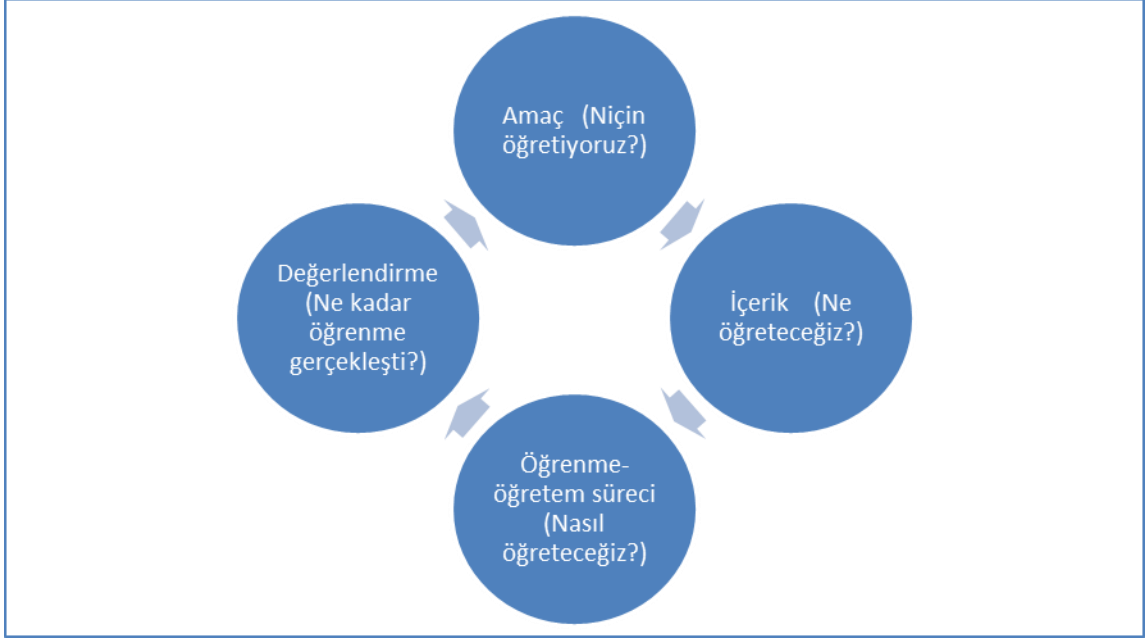 Amaç (Niçin
öğretiyoruz?)
İçerik (Ne
öğreteceğiz?)
Öğrenme-
öğretem süreci
(Nasıl
öğreteceğiz?)
Değerlendirme
(Ne kadar
öğrenme
gerçekleşti?)